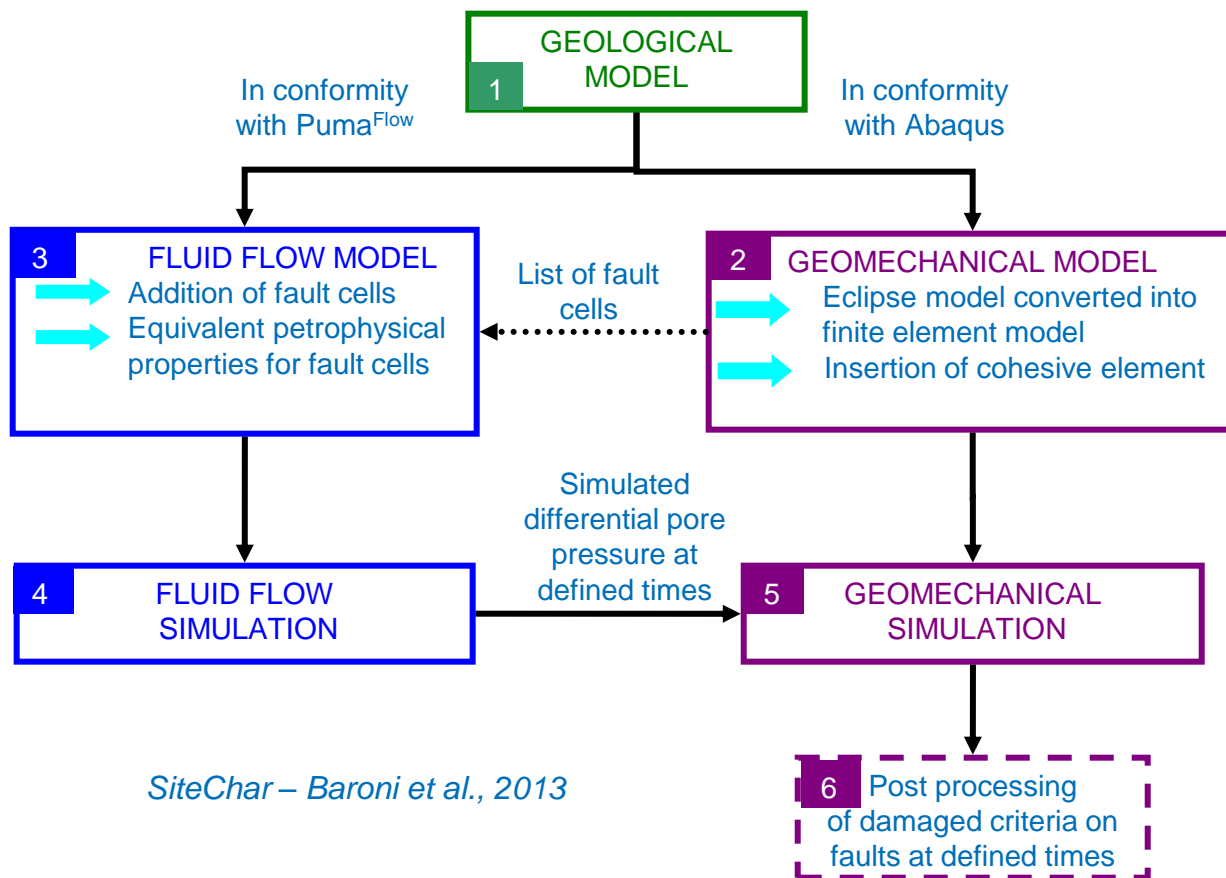 GEOLOGICAL
MODEL
1
In conformity
with Puma^Flow
In conformity
with Abaqus
3
FLUID FLOW MODEL
Addition of fault cells
Equivalent petrophysical
properties for fault cells
List of fault
cells
2
GEOMECHANICAL MODEL
Eclipse model converted into
finite element model
Insertion of cohesive element
Simulated
differential pore
pressure at
defined times
4
FLUID FLOW
SIMULATION
5
GEOMECHANICAL
SIMULATION
SiteChar – Baroni et al., 2013
6
Post processing
of damaged criteria on
faults at defined times